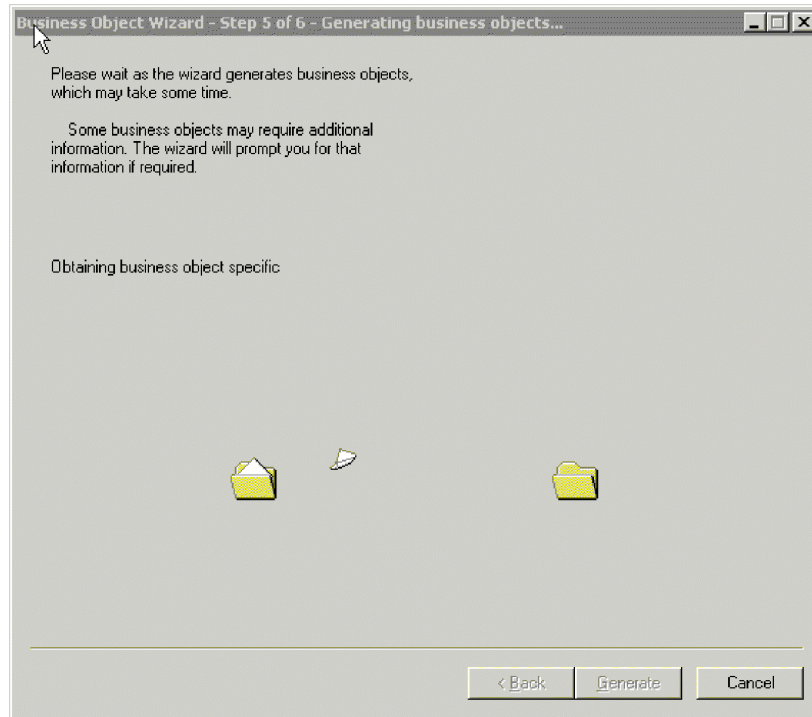 Business Object Wizard - Step 5 of 6 - Generating business objects...
Please wait as the wizard generates business objects,
which may take some time.
Some business objects may require additional
information. The wizard will prompt you for that
information if required.
Obtaining business object specific
< Back
Generate
Cancel